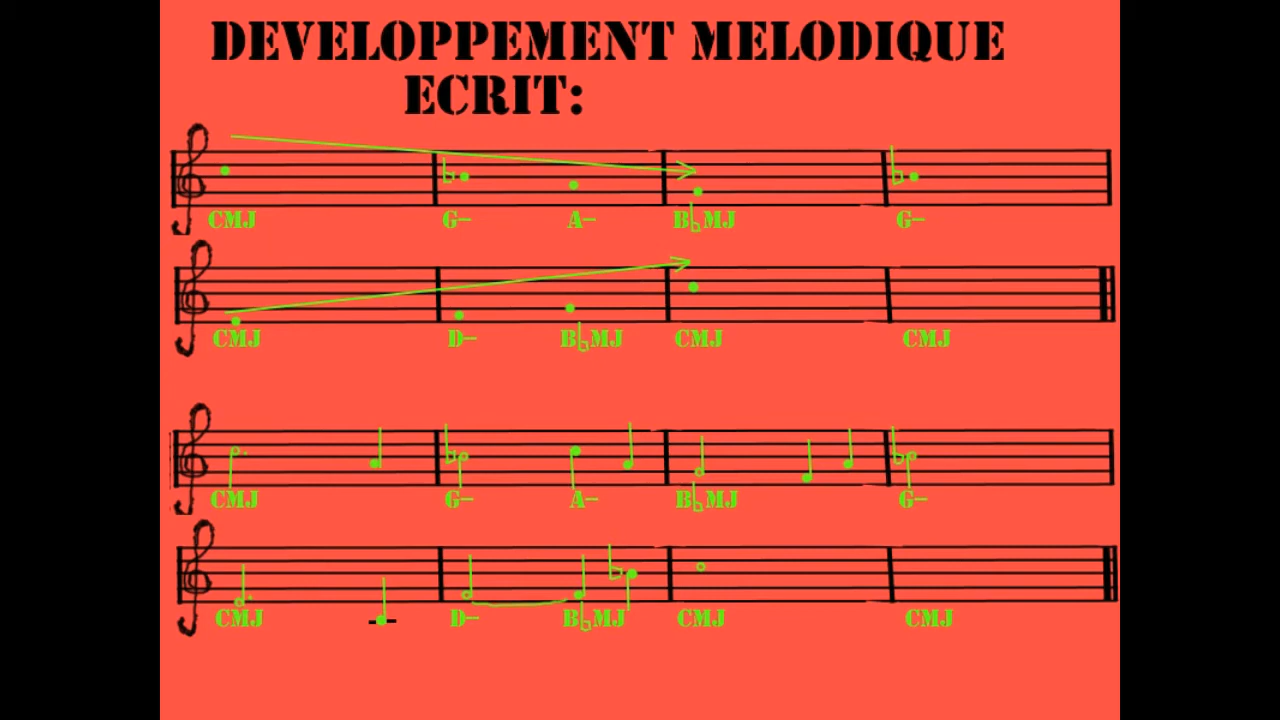 DEVELOPPEMENT MELODIQUE
ECRIT:
CMJ G- A- B♭MJ G-
CMJ D- B♭MJ CMJ CMJ
CMJ G- A- B♭MJ G-
CMJ D- B♭MJ CMJ CMJ